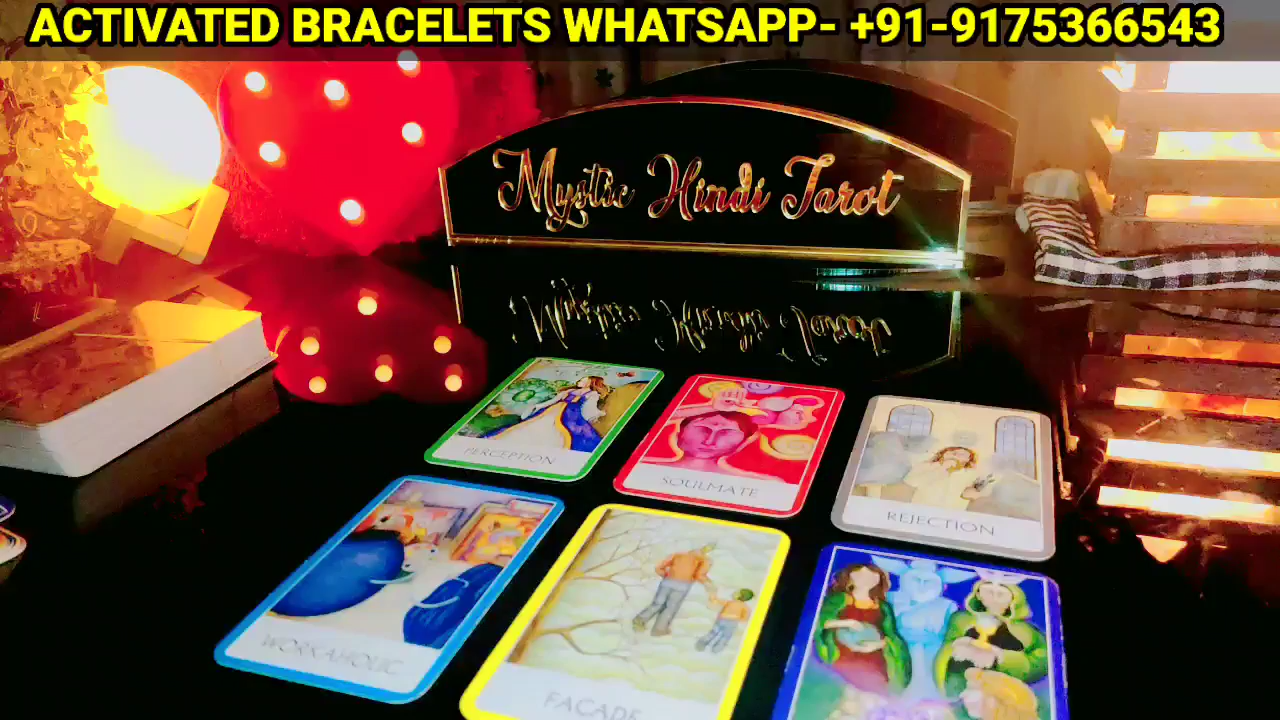 ACTIVATED BRACELETS WHATSAPP- +91-9175366543
Mystic Hindi Tarot
PERCEPTION
SOULMATE
REJECTION
WORKAHOLIC
FACADE